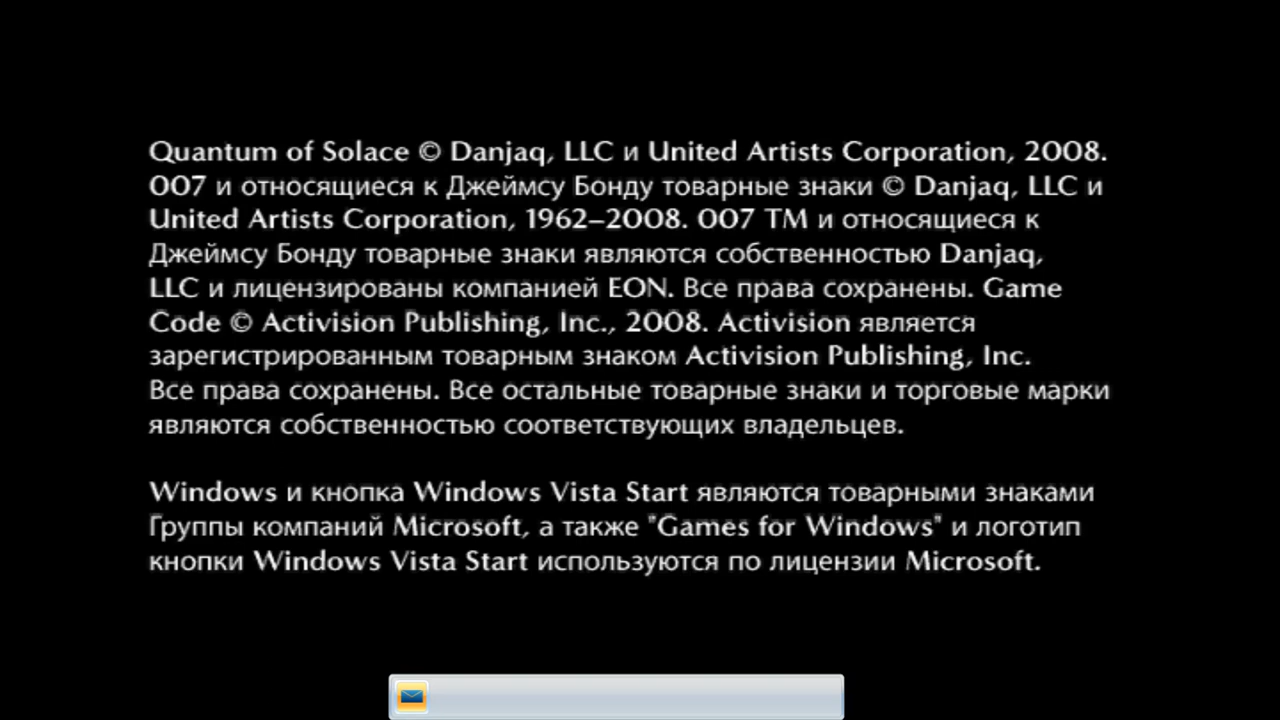 Quantum of Solace © Danjaq, LLC и United Artists Corporation, 2008.
007 и относящиеся к Джеймсу Бонду товарные знаки © Danjaq, LLC и
United Artists Corporation, 1962–2008. 007 TM и относящиеся к
Джеймсу Бонду товарные знаки являются собственностью Danjaq,
LLC и лицензированы компанией EON. Все права сохранены. Game
Code © Activision Publishing, Inc., 2008. Activision является
зарегистрированным товарным знаком Activision Publishing, Inc.
Все права сохранены. Все остальные товарные знаки и торговые марки
являются собственностью соответствующих владельцев.
Windows и кнопка Windows Vista Start являются товарными знаками
Группы компаний Microsoft, а также "Games for Windows" и логотип
кнопки Windows Vista Start используются по лицензии Microsoft.